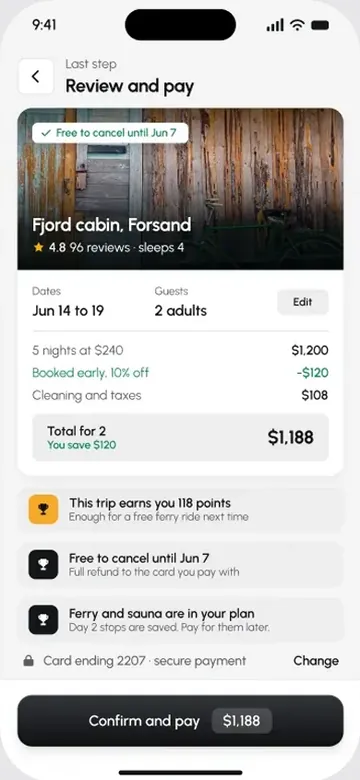 9:41
Last step
Review and pay
Free to cancel until Jun 7
Fjord cabin, Forsand
4.8 96 reviews · sleeps 4
Dates
Guests
Jun 14 to 19
2 adults
Edit
5 nights at $240
$1,200
Booked early, 10% off
-$120
Cleaning and taxes
$108
Total for 2
You save $120
$1,188
This trip earns you 118 points
Enough for a free ferry ride next time
Free to cancel until Jun 7
Full refund to the card you pay with
Ferry and sauna are in your plan
Day 2 stops are saved. Pay for them later.
Card ending 2207 · secure payment
Change
Confirm and pay
$1,188